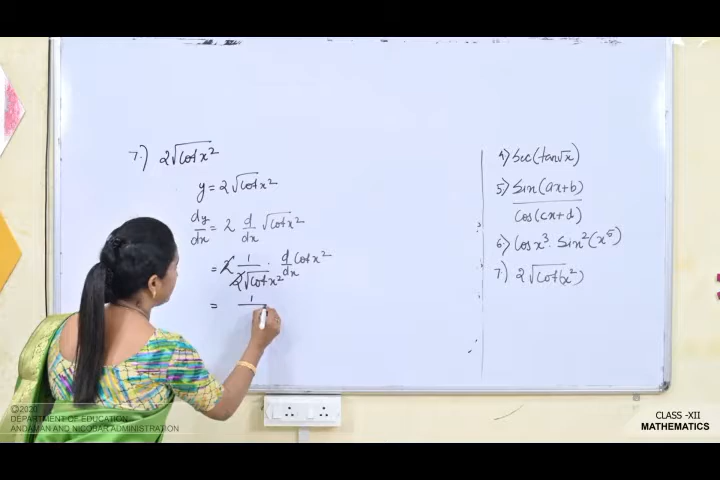 7.) 2√cot x²
y = 2√cot x²
dy/dx = 2 d/dx √cot x²
= 2 1/2√cot x² · d/dx cot x²
= 1
4) Sec(tan√x)
5) Sin(ax+b)
Cos(cx+d)
6) Cos x³. Sin²(x⁵)
7) 2√cot(x²)
©202
DEPARTMENT OF EDUCATION
ANDAMAN AND NICOBAR ADMINISTRATION
CLASS -XII
MATHEMATICS